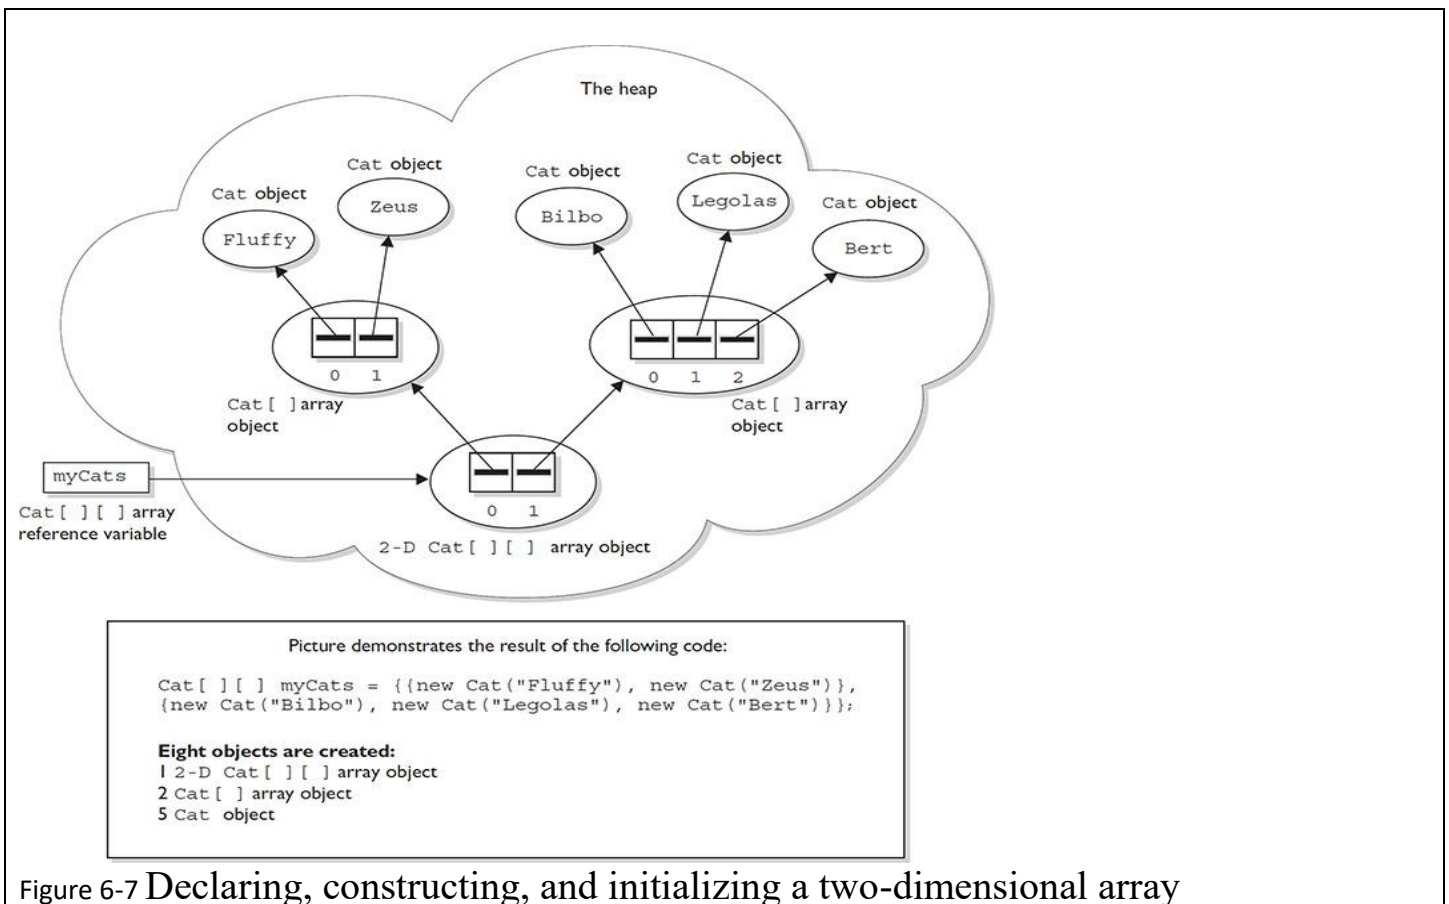 The heap
Cat object
Cat object
Cat object
Cat object
Cat object
Fluffy
Zeus
Bilbo
Legolas
Bert
0 1
0 1 2
Cat[ ]array
object
Cat[ ]array
object
myCats
Cat[ ][ ]array
reference variable
0 1
2-D Cat[ ][ ] array object
Picture demonstrates the result of the following code:
Cat[ ][ ] myCats = {{new Cat("Fluffy"), new Cat("Zeus")},
{new Cat("Bilbo"), new Cat("Legolas"), new Cat("Bert")}};
Eight objects are created:
1 2-D Cat[ ][ ] array object
2 Cat[ ] array object
5 Cat object
Figure 6-7 Declaring, constructing, and initializing a two-dimensional array